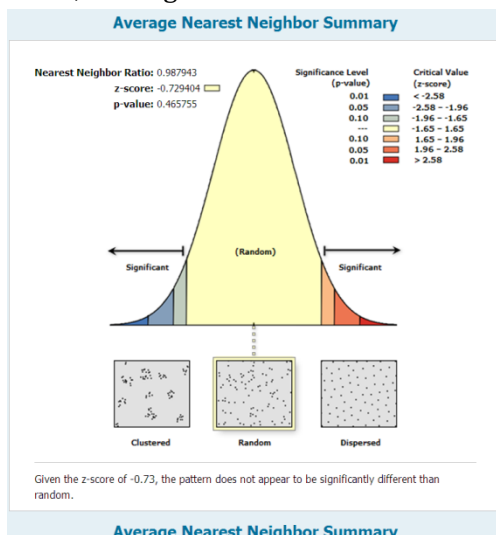 Average Nearest Neighbor Summary
Nearest Neighbor Ratio: 0.987943
z-score: -0.729404
p-value: 0.465755
Significance Level
(p-value)
Critical Value
(z-score)
0.01 < -2.58
0.05 -2.58 - -1.96
0.10 -1.96 - -1.65
--- -1.65 - 1.65
0.10 1.65 - 1.96
0.05 1.96 - 2.58
0.01 > 2.58
(Random)
Significant
Significant
Clustered
Random
Dispersed
Given the z-score of -0.73, the pattern does not appear to be significantly different than
random.
Average Nearest Neighbor Summary